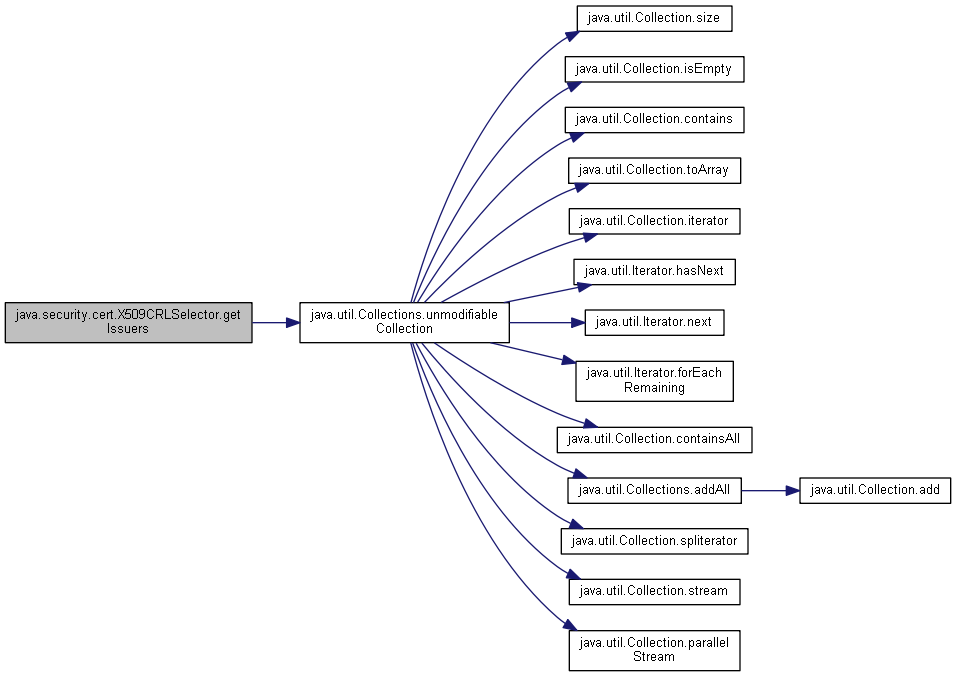 java.security.cert.X509CRLSelector.get
Issuers
java.util.Collections.unmodifiable
Collection
java.util.Collection.size
java.util.Collection.isEmpty
java.util.Collection.contains
java.util.Collection.toArray
java.util.Collection.iterator
java.util.Iterator.hasNext
java.util.Iterator.next
java.util.Iterator.forEach
Remaining
java.util.Collection.containsAll
java.util.Collections.addAll
java.util.Collection.add
java.util.Collection.spliterator
java.util.Collection.stream
java.util.Collection.parallel
Stream